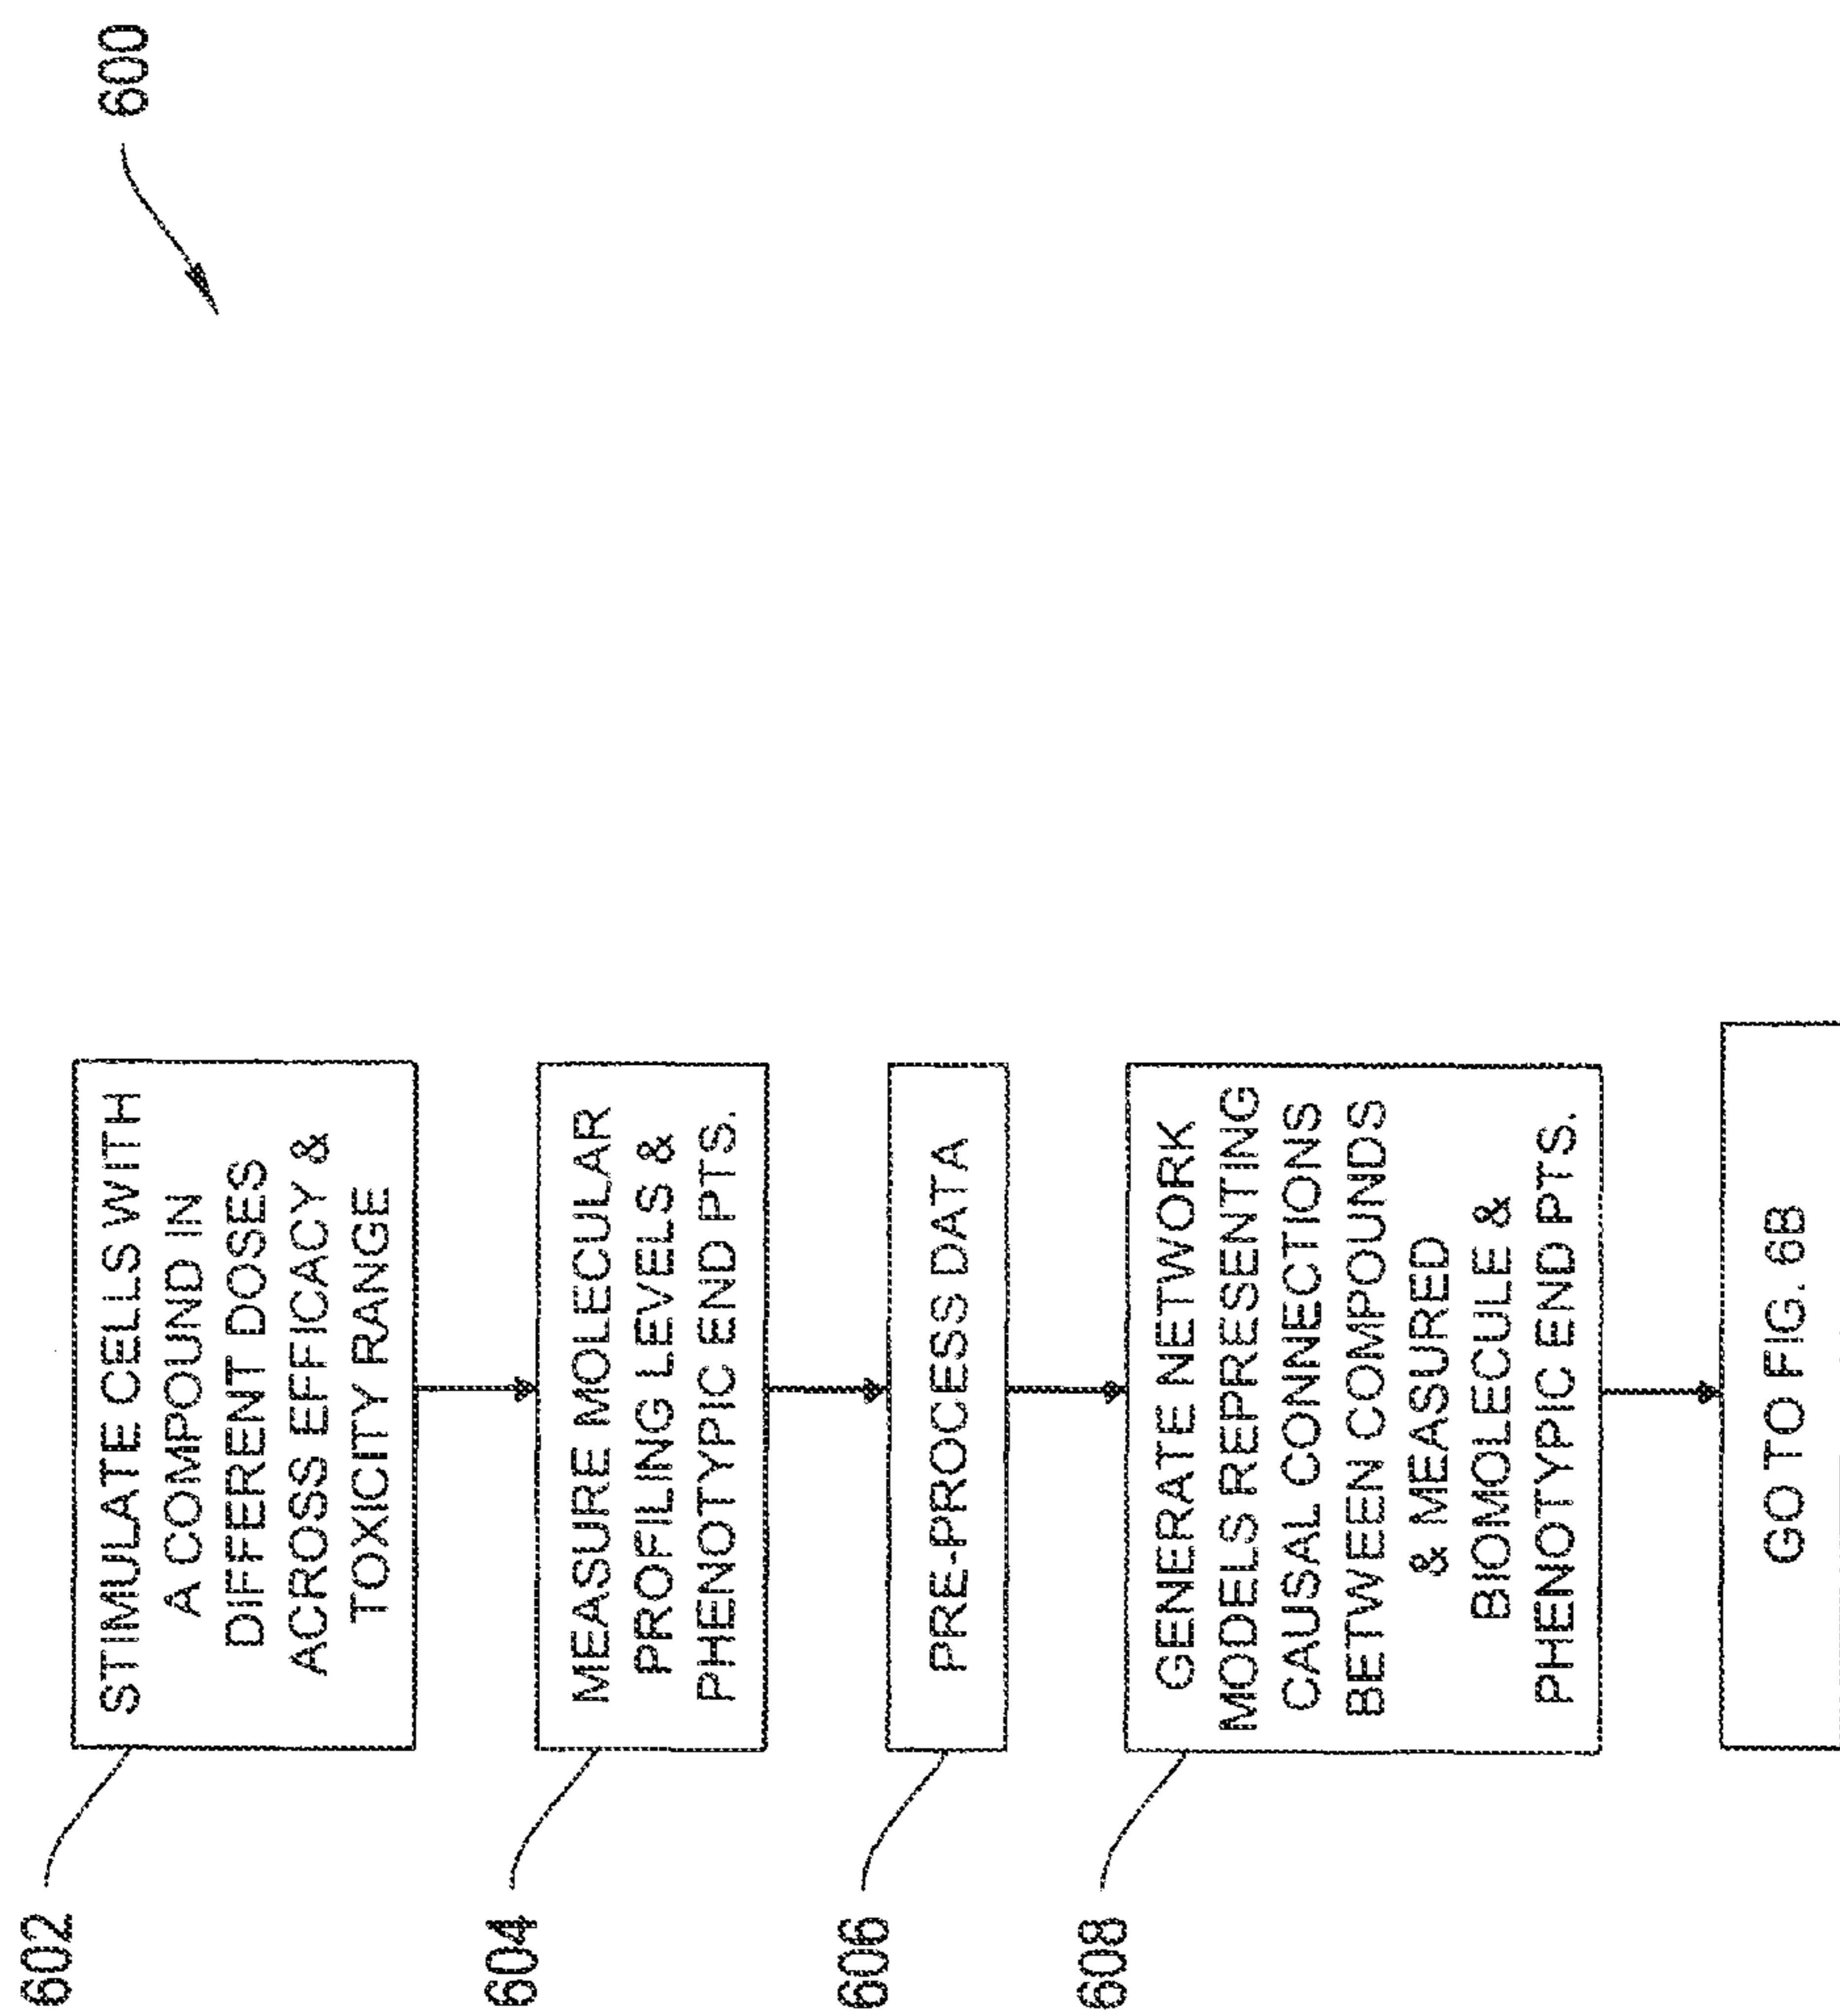 600
602
STIMULATE CELLS WITH
A COMPOUND IN
DIFFERENT DOSES
ACROSS EFFICACY &
TOXICITY RANGE
604
MEASURE MOLECULAR
PROFILING LEVELS &
PHENOTYPIC END PTS.
606
PRE-PROCESS DATA
608
GENERATE NETWORK
MODELS REPRESENTING
CAUSAL CONNECTIONS
BETWEEN COMPOUNDS
& MEASURED
BIOMOLECULE &
PHENOTYPIC END PTS.
GO TO FIG. 6B